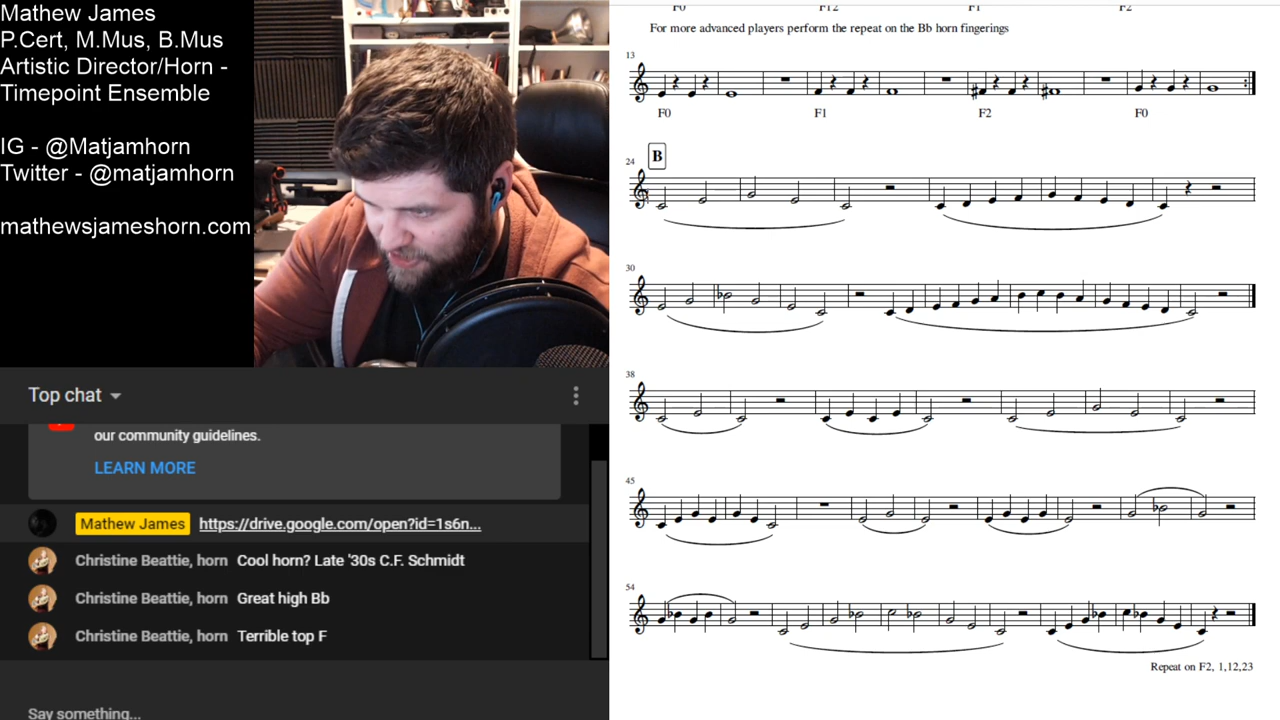 Mathew James
P.Cert, M.Mus, B.Mus
Artistic Director/Horn -
Timepoint Ensemble
IG - @Matjamhorn
Twitter - @matjamhorn
mathewsjameshorn.com
Top chat
our community guidelines.
LEARN MORE
Mathew James https://drive.google.com/open?id=1s6n...
Christine Beattie, horn Cool horn? Late '30s C.F. Schmidt
Christine Beattie, horn Great high Bb
Christine Beattie, horn Terrible top F
Say something...
F0 F12 F1 F2
For more advanced players perform the repeat on the Bb horn fingerings
13
F0 F1 F2 F0
B
24
30
38
45
54
Repeat on F2, 1,12,23